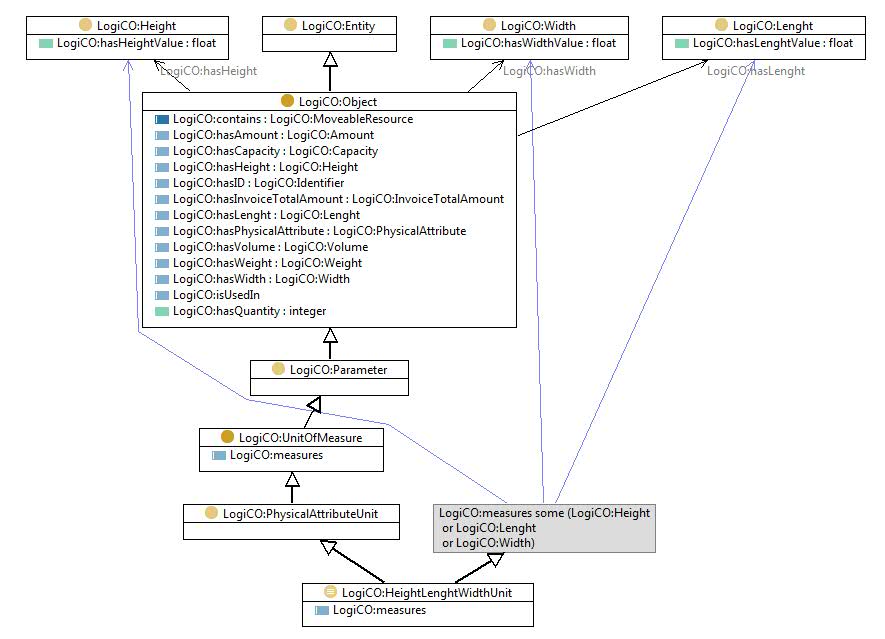 LogiCO:Height
LogiCO:hasHeightValue : float
LogiCO:Entity
LogiCO:Width
LogiCO:hasWidthValue : float
LogiCO:Lenght
LogiCO:hasLenghtValue : float
LogiCO:hasHeight
LogiCO:hasWidth
LogiCO:hasLenght
LogiCO:Object
LogiCO:contains : LogiCO:MoveableResource
LogiCO:hasAmount : LogiCO:Amount
LogiCO:hasCapacity : LogiCO:Capacity
LogiCO:hasHeight : LogiCO:Height
LogiCO:hasID : LogiCO:Identifier
LogiCO:hasInvoiceTotalAmount : LogiCO:InvoiceTotalAmount
LogiCO:hasLenght : LogiCO:Lenght
LogiCO:hasPhysicalAttribute : LogiCO:PhysicalAttribute
LogiCO:hasVolume : LogiCO:Volume
LogiCO:hasWeight : LogiCO:Weight
LogiCO:hasWidth : LogiCO:Width
LogiCO:isUsedIn
LogiCO:hasQuantity : integer
LogiCO:Parameter
LogiCO:UnitOfMeasure
LogiCO:measures
LogiCO:PhysicalAttributeUnit
LogiCO:measures some (LogiCO:Height
or LogiCO:Lenght
or LogiCO:Width)
LogiCO:HeightLenghtWidthUnit
LogiCO:measures